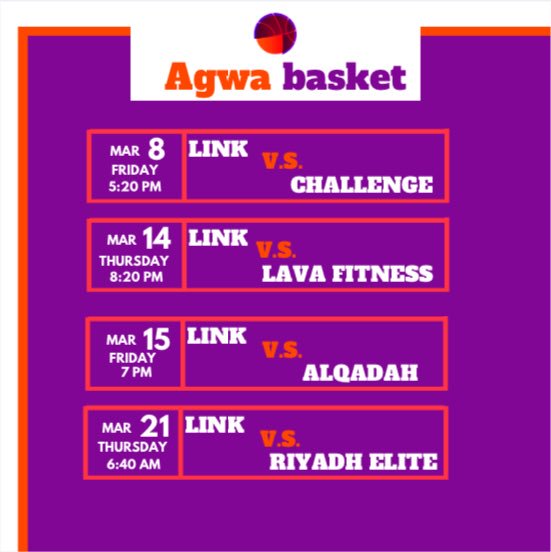 Agwa basket
MAR 8
FRIDAY
5:20 PM
LINK
V.S.
CHALLENGE
MAR 14
THURSDAY
8:20 PM
LINK
V.S.
LAVA FITNESS
MAR 15
FRIDAY
7 PM
LINK
V.S.
ALQADAH
MAR 21
THURSDAY
6:40 AM
LINK
V.S.
RIYADH ELITE